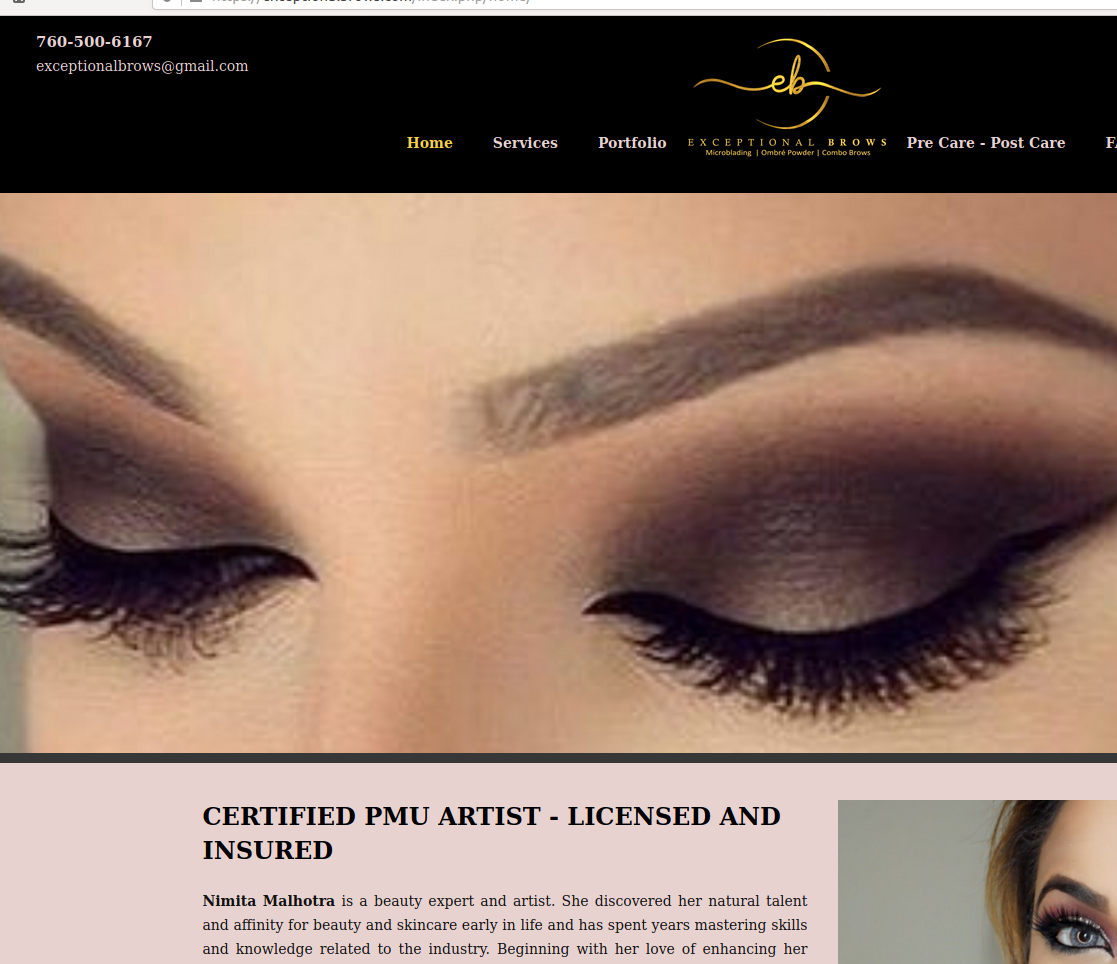 760-500-6167
exceptionalbrows@gmail.com
eb
EXCEPTIONAL BROWS
Microblading | Ombré Powder | Combo Brows
Home Services Portfolio Pre Care - Post Care
CERTIFIED PMU ARTIST - LICENSED AND
INSURED
Nimita Malhotra is a beauty expert and artist. She discovered her natural talent
and affinity for beauty and skincare early in life and has spent years mastering skills
and knowledge related to the industry. Beginning with her love of enhancing her